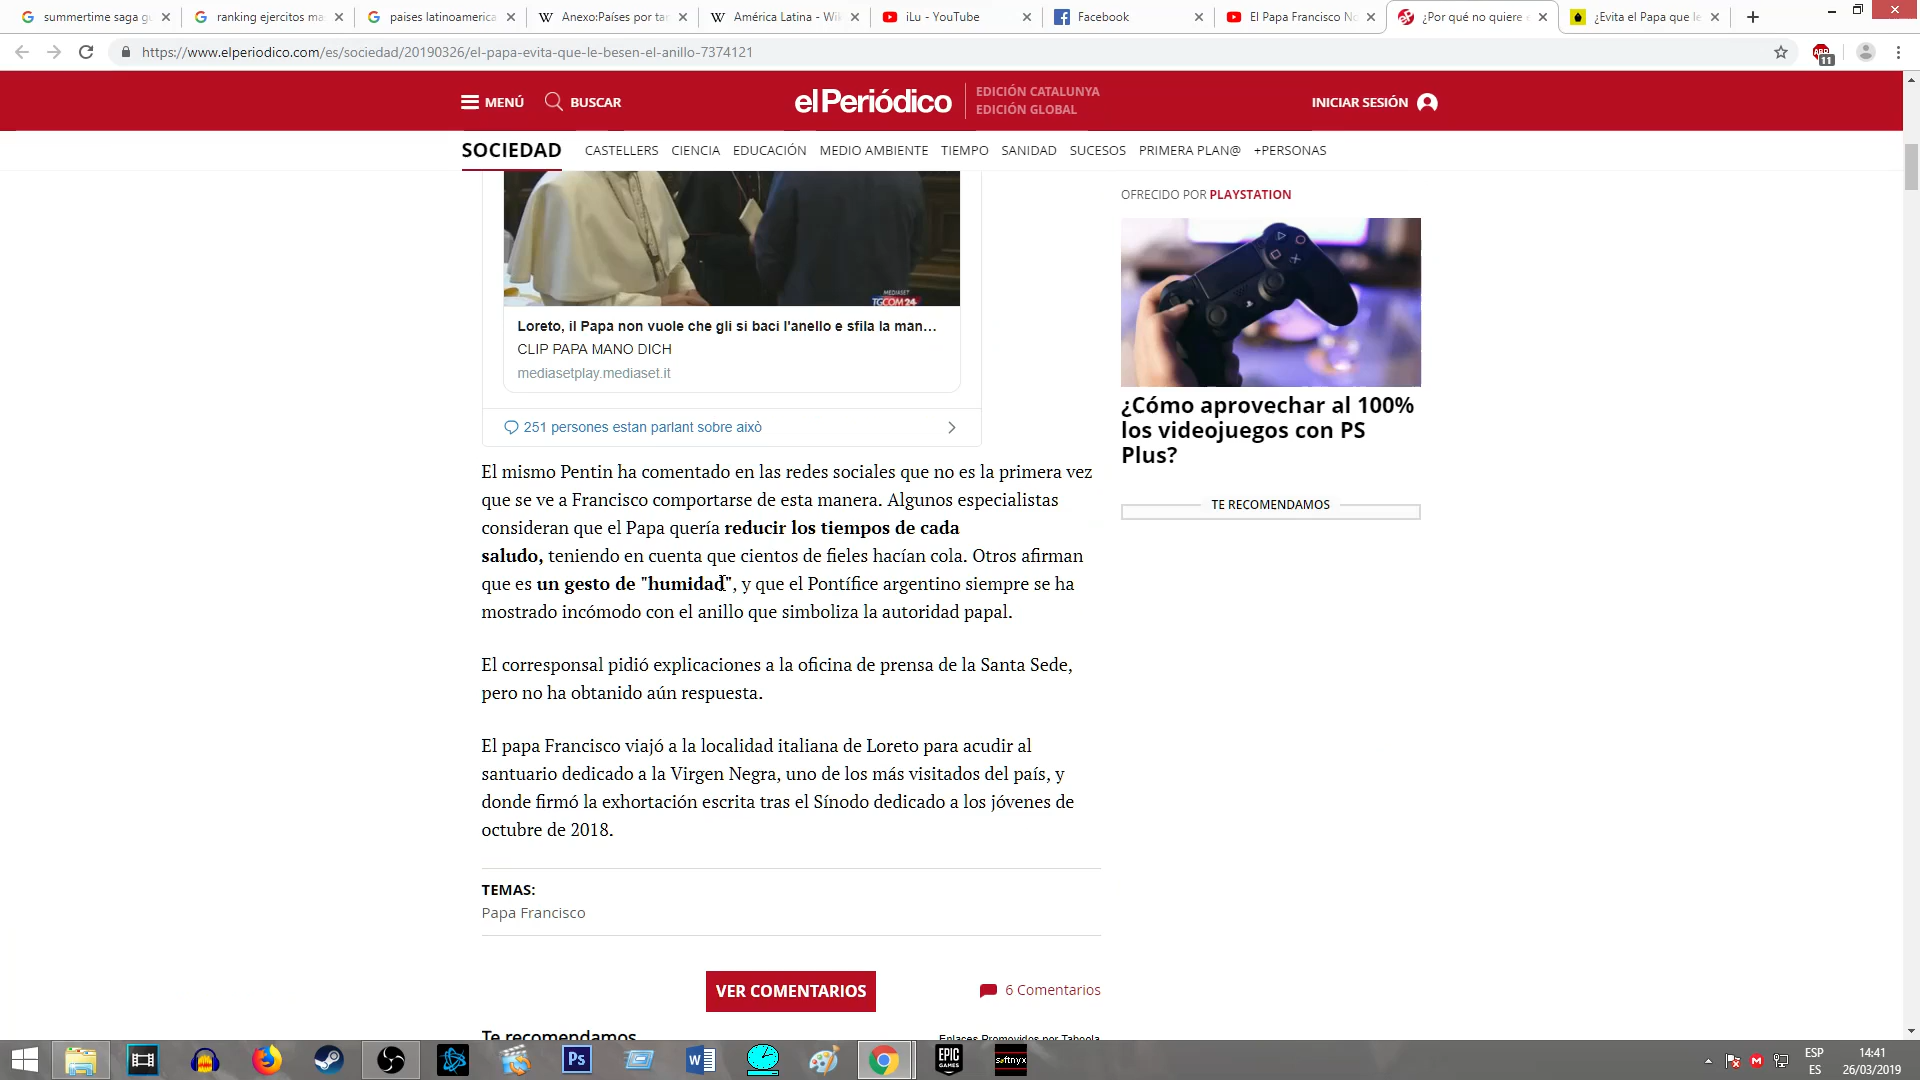 summertime saga g
ranking ejercitos ma
paises latinoamerica
Anexo:Países por ta
América Latina - Wi
iLu - YouTube
Facebook
El Papa Francisco No
¿Por qué no quiere e
¿Evita el Papa que le
https://www.elperiodico.com/es/sociedad/20190326/el-papa-evita-que-le-besen-el-anillo-7374121
11
MENÚ
BUSCAR
elPeriódico
EDICIÓN CATALUNYA
EDICIÓN GLOBAL
INICIAR SESIÓN
SOCIEDAD
CASTELLERS CIENCIA EDUCACIÓN MEDIO AMBIENTE TIEMPO SANIDAD SUCESOS PRIMERA PLAN@ +PERSONAS
MEDIASET
TGCOM24
Loreto, il Papa non vuole che gli si baci l'anello e sfila la man...
CLIP PAPA MANO DICH
mediasetplay.mediaset.it
251 persones estan parlant sobre això
El mismo Pentin ha comentado en las redes sociales que no es la primera vez
que se ve a Francisco comportarse de esta manera. Algunos especialistas
consideran que el Papa quería reducir los tiempos de cada
saludo, teniendo en cuenta que cientos de fieles hacían cola. Otros afirman
que es un gesto de "humidad", y que el Pontífice argentino siempre se ha
mostrado incómodo con el anillo que simboliza la autoridad papal.
El corresponsal pidió explicaciones a la oficina de prensa de la Santa Sede,
pero no ha obtanido aún respuesta.
El papa Francisco viajó a la localidad italiana de Loreto para acudir al
santuario dedicado a la Virgen Negra, uno de los más visitados del país, y
donde firmó la exhortación escrita tras el Sínodo dedicado a los jóvenes de
octubre de 2018.
TEMAS:
Papa Francisco
VER COMENTARIOS
6 Comentarios
Te recomendamos
Enlaces Promovidos por Taboola
OFRECIDO POR PLAYSTATION
¿Cómo aprovechar al 100%
los videojuegos con PS
Plus?
TE RECOMENDAMOS
Ps
EPIC
GAMES
softnyx
ESP
ES
14:41
26/03/2019